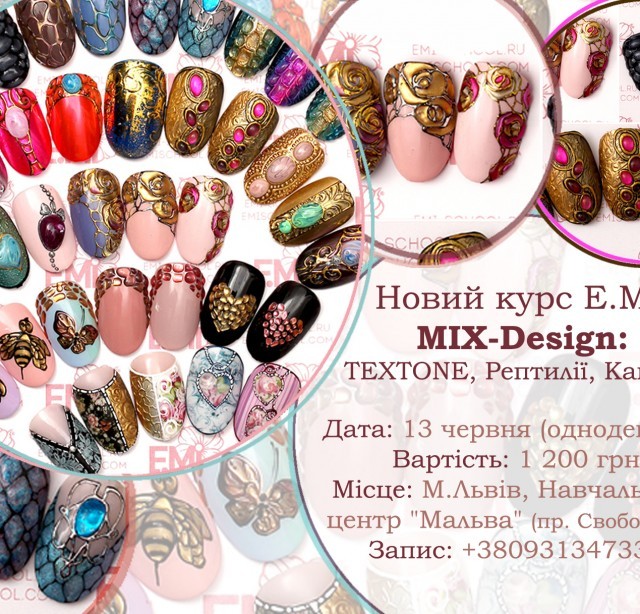 Новий курс Е.М
MIX-Design:
TEXTONE, Рептилії, Ка
Дата: 13 червня (одноде
Вартість: 1 200 грн
Місце: М.Львів, Навчаль
центр "Мальва" (пр. Свобо
Запис: +3809313473